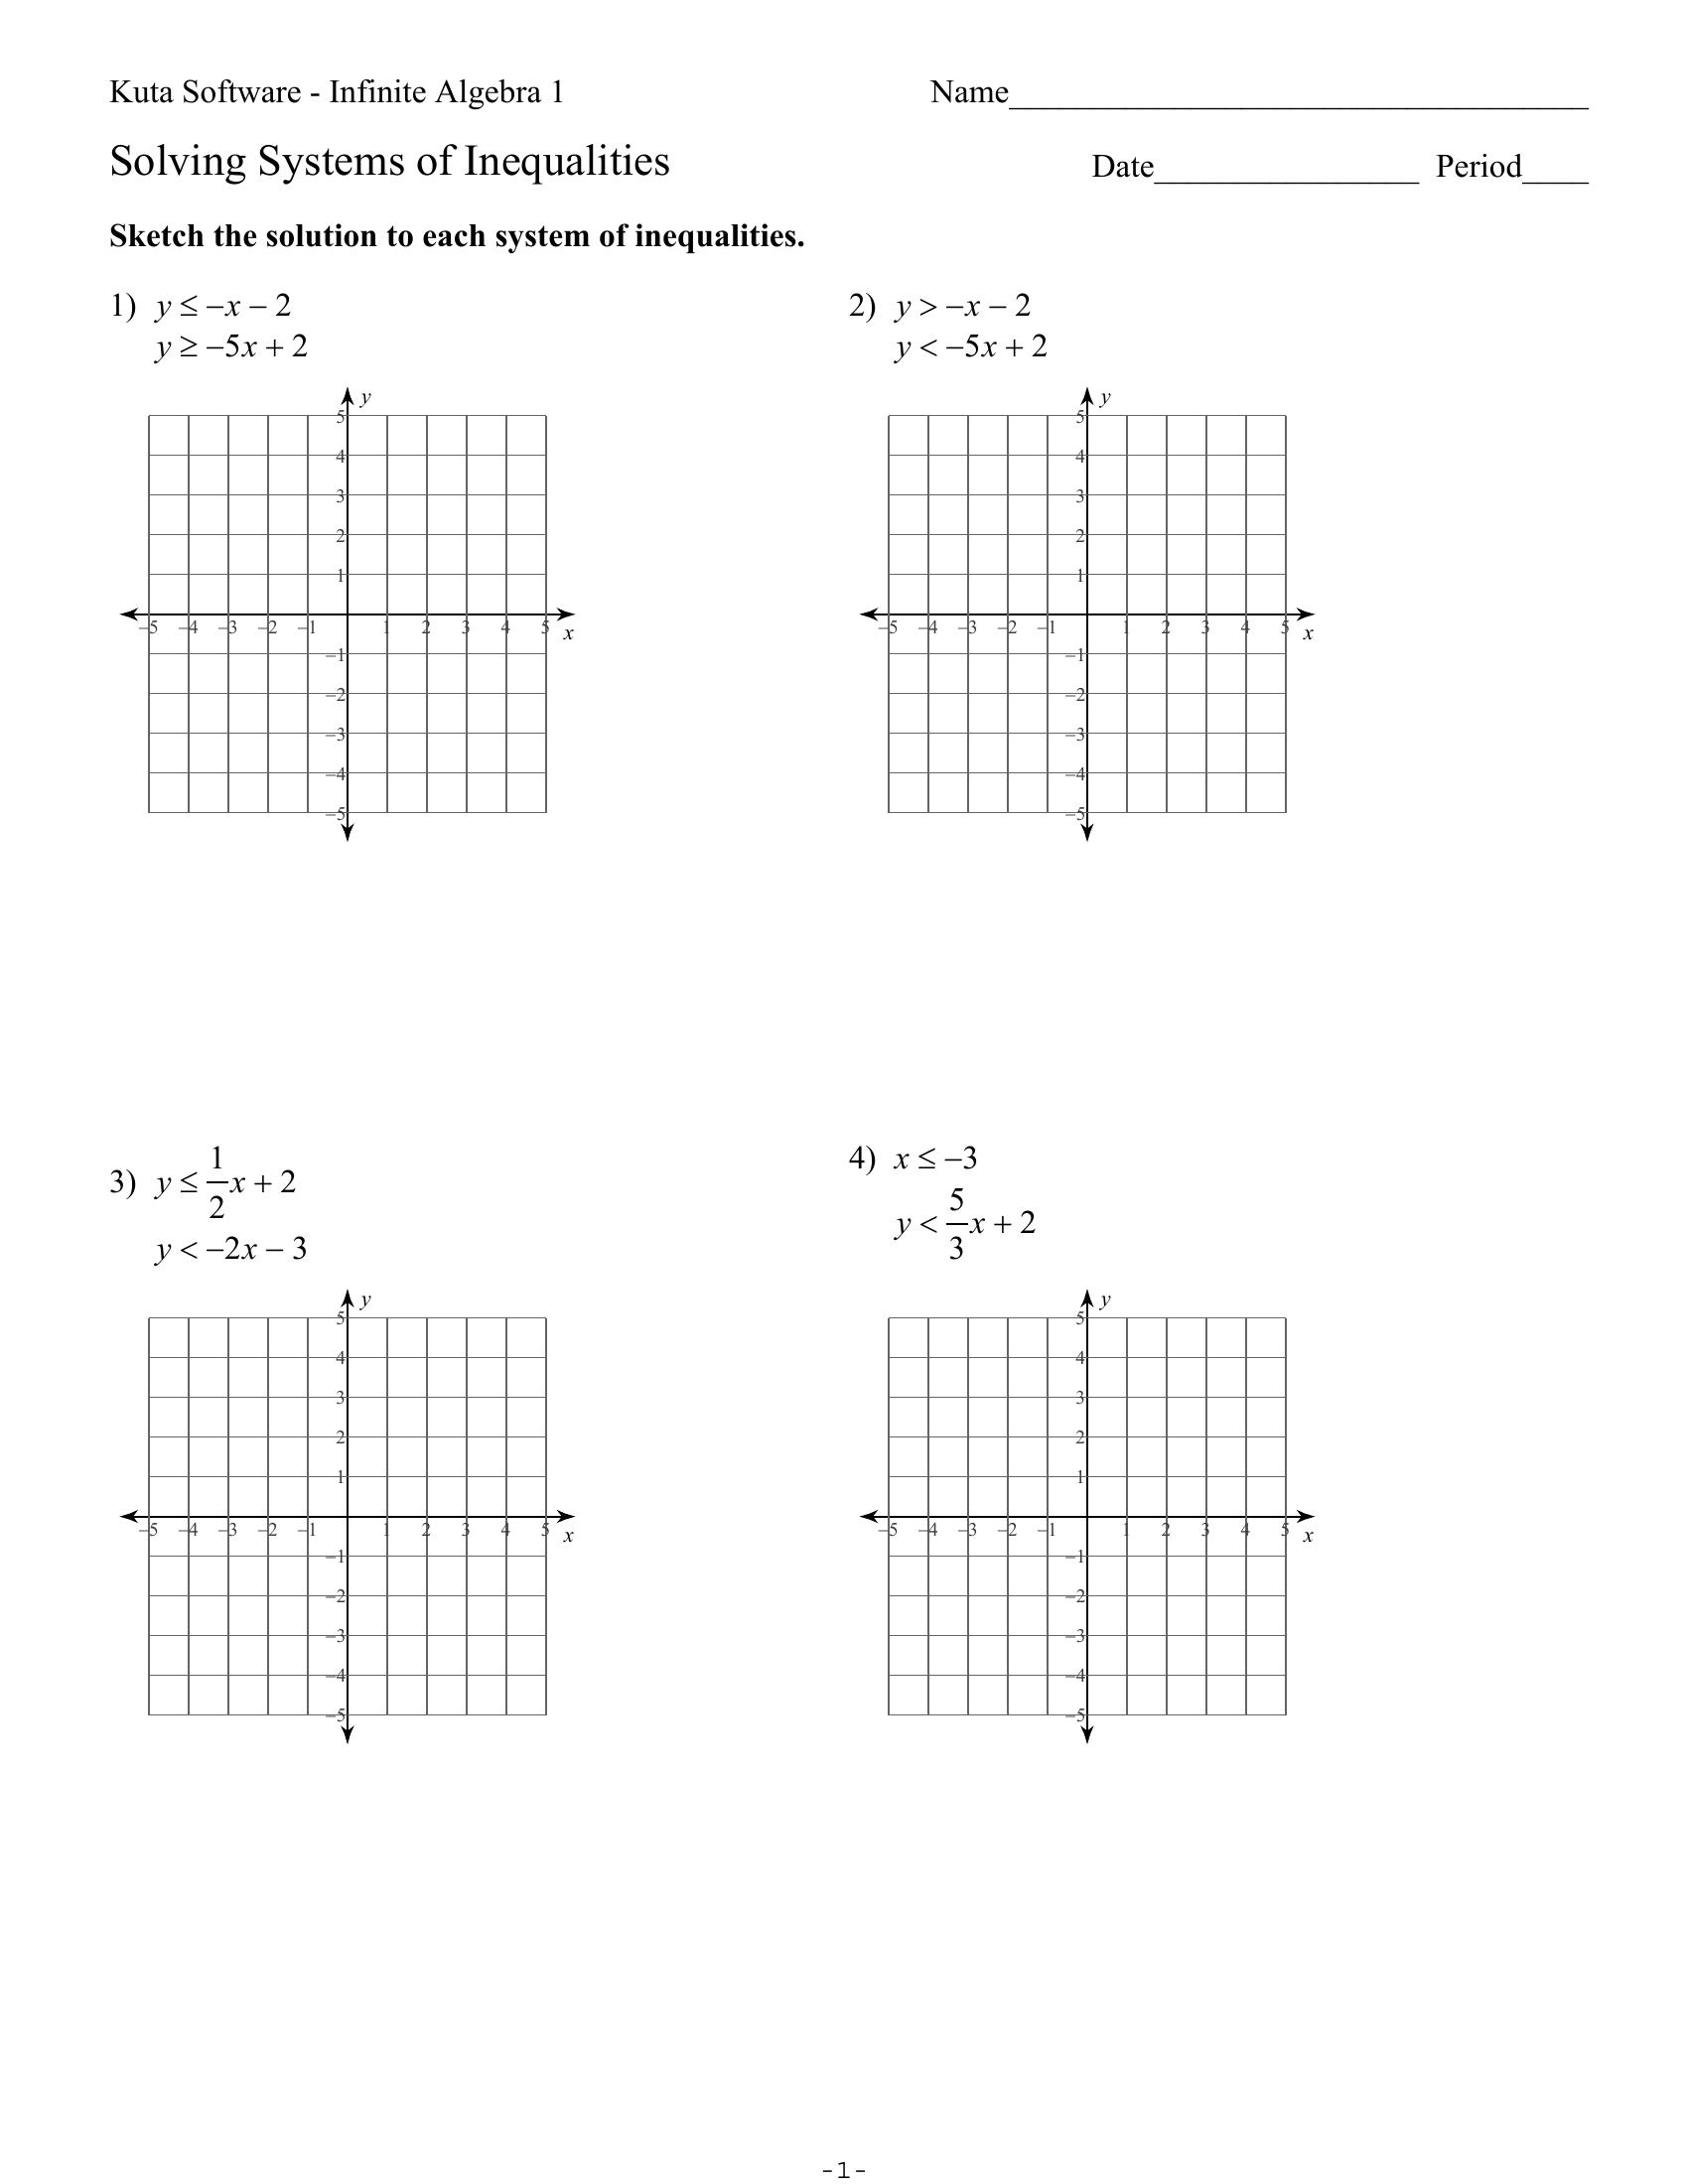 Kuta Software - Infinite Algebra 1
Name___________________________________
Solving Systems of Inequalities
Date________________ Period____
Sketch the solution to each system of inequalities.
1) y ≤ −x − 2
y ≥ −5x + 2
2) y > −x − 2
y < −5x + 2
y
5
4
3
2
1
−5 −4 −3 −2 −1 1 2 3 4 5 x
−1
−2
−3
−4
−5
y
5
4
3
2
1
−5 −4 −3 −2 −1 1 2 3 4 5 x
−1
−2
−3
−4
−5
3) y ≤ 1/2 x + 2
y < −2x − 3
4) x ≤ −3
y < 5/3 x + 2
y
5
4
3
2
1
−5 −4 −3 −2 −1 1 2 3 4 5 x
−1
−2
−3
−4
−5
y
5
4
3
2
1
−5 −4 −3 −2 −1 1 2 3 4 5 x
−1
−2
−3
−4
−5
-1-